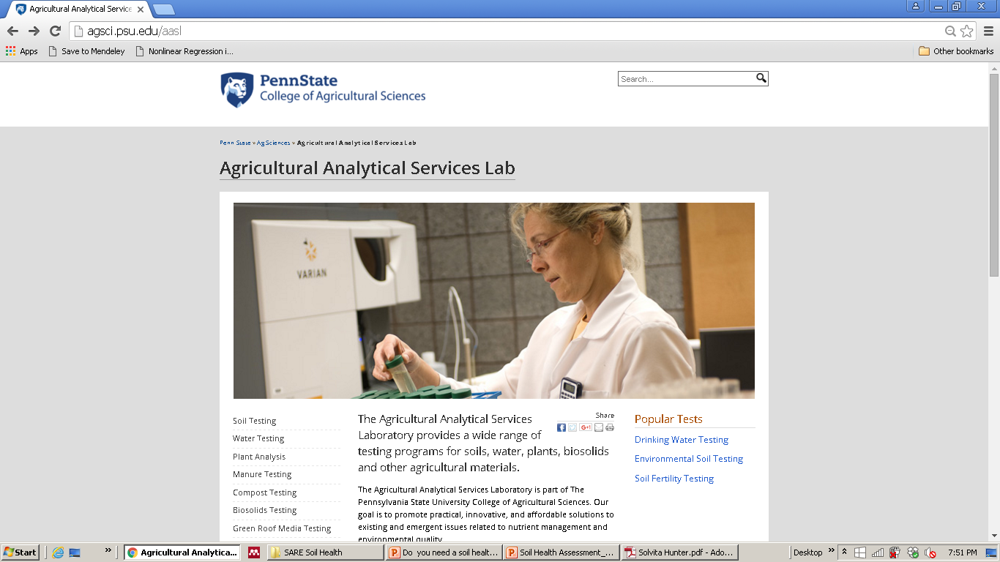 Agricultural Analytical Service
agsci.psu.edu/aasl
Apps
Save to Mendeley
Nonlinear Regression i...
Other bookmarks
PennState
College of Agricultural Sciences
Search...
Penn State » Ag Sciences » Agricultural Analytical Services Lab
Agricultural Analytical Services Lab
VARIAN
Soil Testing
Water Testing
Plant Analysis
Manure Testing
Compost Testing
Biosolids Testing
Green Roof Media Testing
Share
The Agricultural Analytical Services
Laboratory provides a wide range of
testing programs for soils, water, plants, biosolids
and other agricultural materials.
The Agricultural Analytical Services Laboratory is part of The
Pennsylvania State University College of Agricultural Sciences. Our
goal is to promote practical, innovative, and affordable solutions to
existing and emergent issues related to nutrient management and
environmental quality.
Popular Tests
Drinking Water Testing
Environmental Soil Testing
Soil Fertility Testing
Start
Agricultural Analytica...
SARE Soil Health
Do you need a soil healt...
Soil Health Assessment_...
Solvita Hunter.pdf - Ado...
Desktop
7:51 PM